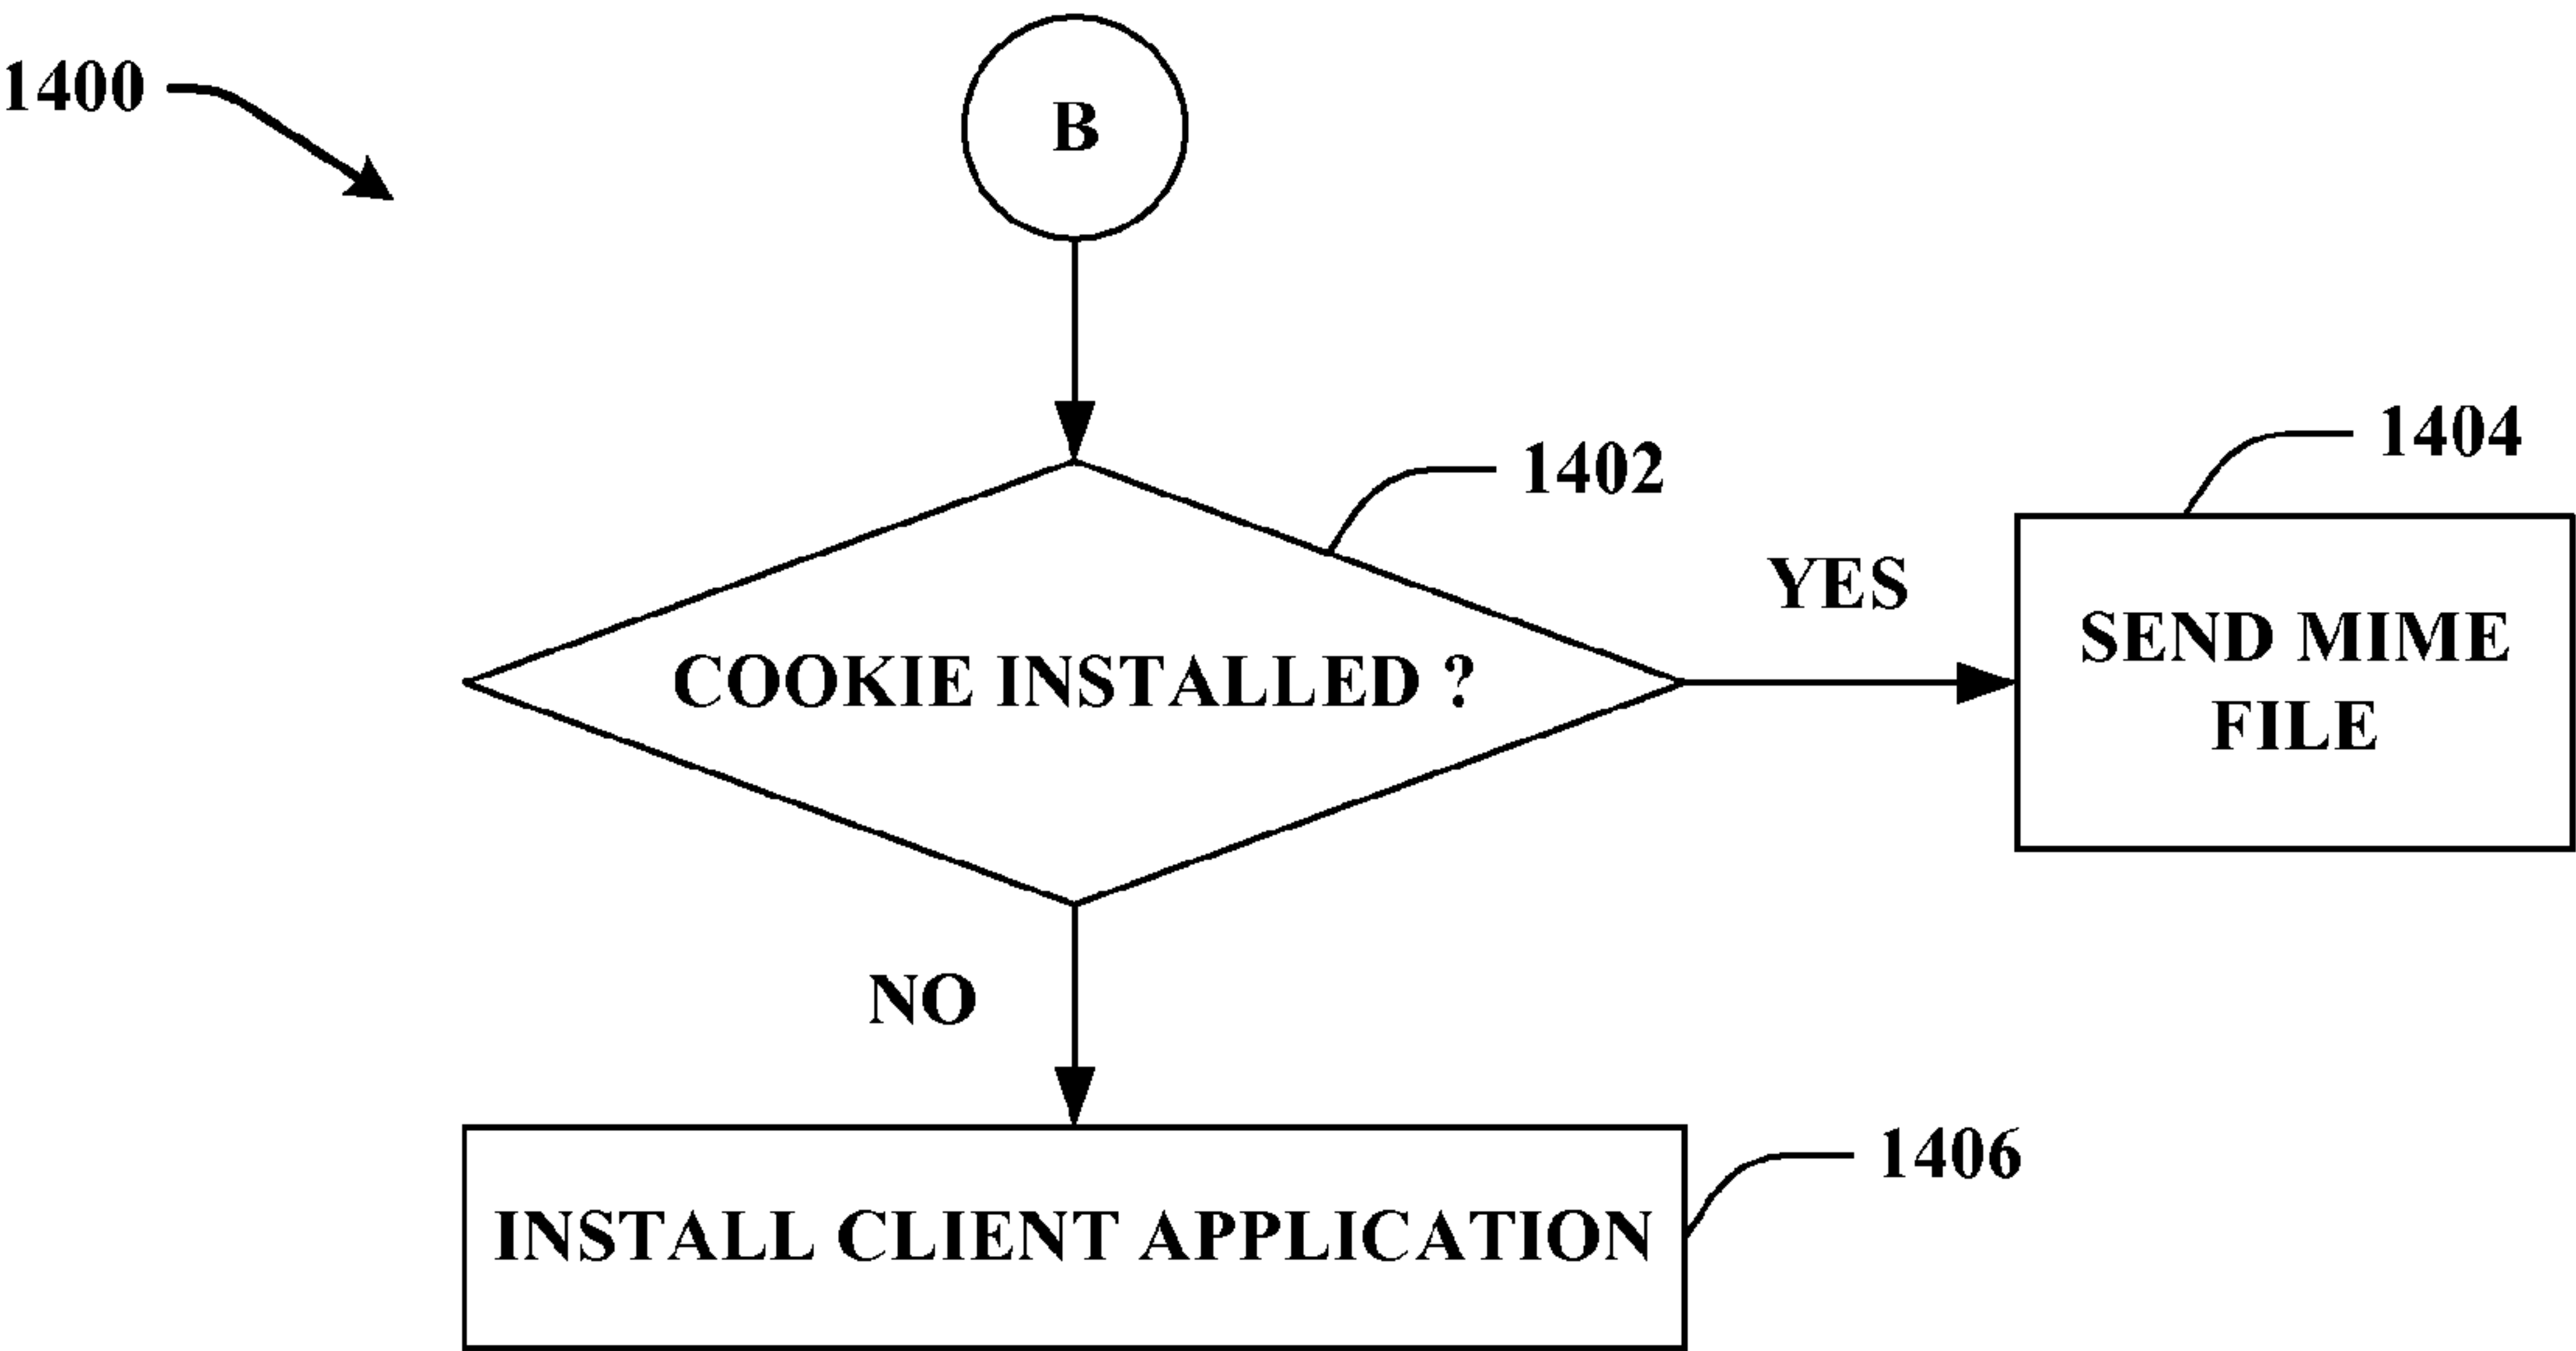 1400
B
1402
1404
YES
COOKIE INSTALLED ?
SEND MIME
FILE
NO
1406
INSTALL CLIENT APPLICATION